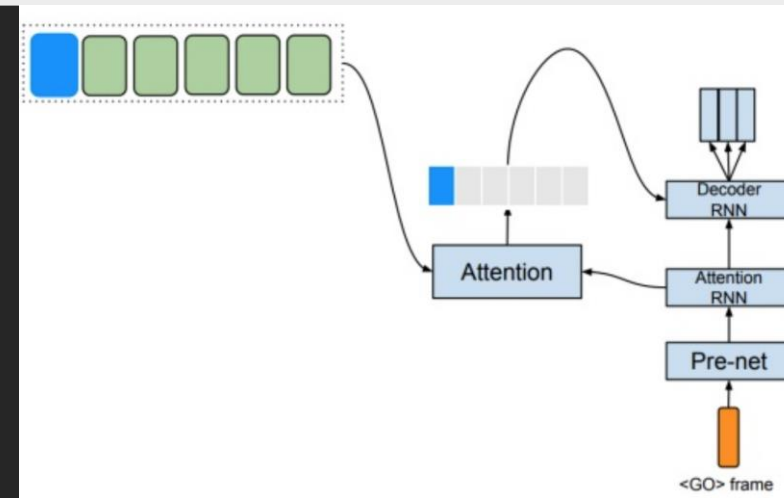 Decoder
RNN
Attention
Attention
RNN
Pre-net
<GO> frame